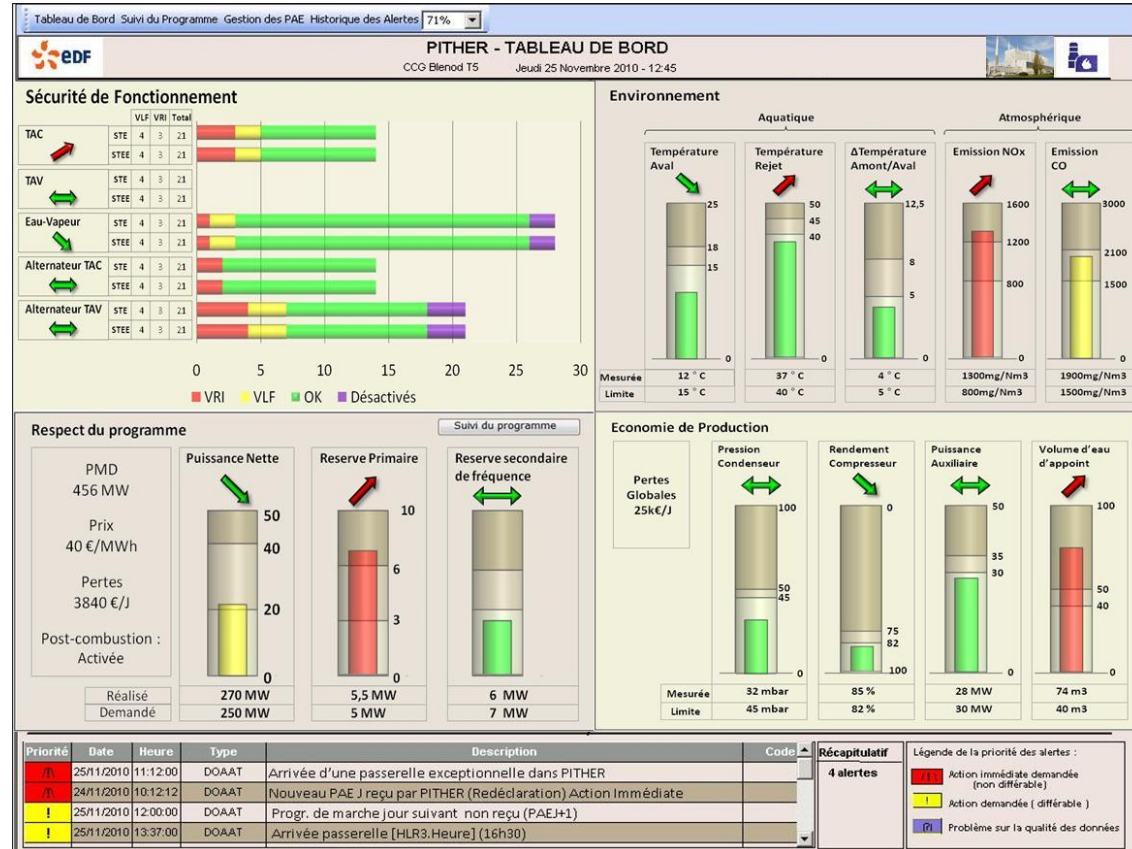 Tableau de Bord Suivi du Programme Gestion des PAE Historique des Alertes 71%
eDF
PITHER - TABLEAU DE BORD
CCG Blenod T5 Jeudi 25 Novembre 2010 - 12:45
Sécurité de Fonctionnement
VLF VRI Total
TAC STE 4 3 21
STEE 4 3 21
TAV STE 4 3 21
STEE 4 3 21
Eau-Vapeur STE 4 3 21
STEE 4 3 21
Alternateur TAC STE 4 3 21
STEE 4 3 21
Alternateur TAV STE 4 3 21
STEE 4 3 21
0 5 10 15 20 25 30
VRI VLF OK Désactivés
Environnement
Aquatique Atmosphérique
Température Aval
25
18
15
0
Température Rejet
50
45
40
0
ΔTempérature Amont/Aval
12,5
8
5
0
Emission NOx
1600
1200
800
0
Emission CO
3000
2100
1500
0
Mesurée 12 ° C 37 ° C 4 ° C 1300mg/Nm3 1900mg/Nm3
Limite 15 ° C 40 ° C 5 ° C 800mg/Nm3 1500mg/Nm3
Respect du programme
Suivi du programme
PMD
456 MW
Prix
40 €/MWh
Pertes
3840 €/J
Post-combustion :
Activée
Puissance Nette
50
40
20
0
Reserve Primaire
10
6
3
0
Reserve secondaire
de fréquence
Réalisé 270 MW 5,5 MW 6 MW
Demandé 250 MW 5 MW 7 MW
Economie de Production
Pertes
Globales
25k€/J
Pression
Condenseur
100
50
45
0
Rendement
Compresseur
0
75
82
100
Puissance
Auxiliaire
50
35
30
0
Volume d'eau
d'appoint
100
50
40
0
Mesurée 32 mbar 85 % 28 MW 74 m3
Limite 45 mbar 82 % 30 MW 40 m3
Priorité Date Heure Type Description Code
25/11/2010 11:12:00 DOAAT Arrivée d'une passerelle exceptionnelle dans PITHER
24/11/2010 10:12:12 DOAAT Nouveau PAE J reçu par PITHER (Redéclaration) Action Immédiate
! 25/11/2010 12:00:00 DOAAT Progr. de marche jour suivant non reçu (PAEJ+1)
! 25/11/2010 13:37:00 DOAAT Arrivée passerelle [HLR3.Heure] (16h30)
Récapitulatif
4 alertes
Légende de la priorité des alertes :
Action immédiate demandée
(non différable)
! Action demandée ( différable )
Problème sur la qualité des données